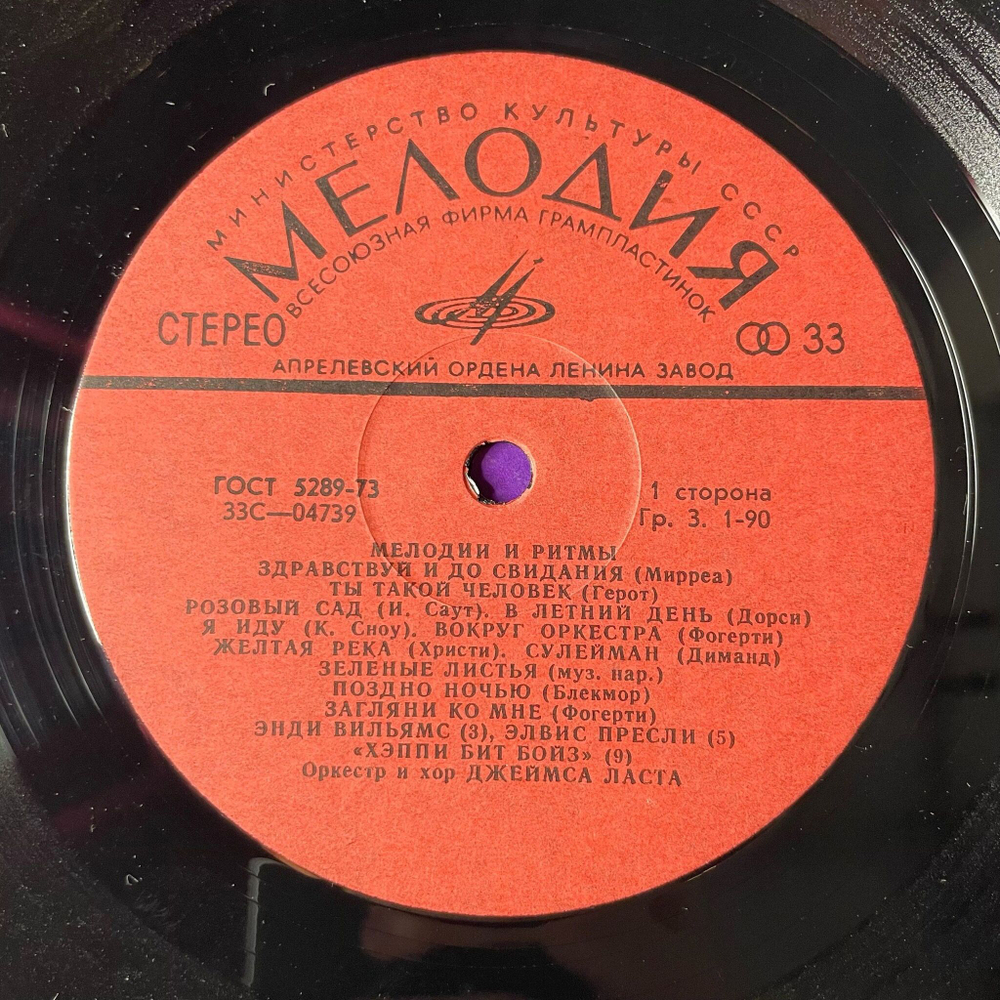 МИНИСТЕРСТВО КУЛЬТУРЫ СССР
МЕЛОДИЯ
ВСЕСОЮЗНАЯ ФИРМА ГРАМПЛАСТИНОК
СТЕРЕО
33
АПРЕЛЕВСКИЙ ОРДЕНА ЛЕНИНА ЗАВОД
ГОСТ 5289-73
33С—04739
1 сторона
Гр. 3. 1-90
МЕЛОДИИ И РИТМЫ
ЗДРАВСТВУЙ И ДО СВИДАНИЯ (Мирреа)
ТЫ ТАКОЙ ЧЕЛОВЕК (Герот)
РОЗОВЫЙ САД (И. Саут). В ЛЕТНИЙ ДЕНЬ (Дорси)
Я ИДУ (К. Сноу). ВОКРУГ ОРКЕСТРА (Фогерти)
ЖЕЛТАЯ РЕКА (Христи). СУЛЕЙМАН (Диманд)
ЗЕЛЕНЫЕ ЛИСТЬЯ (муз. нар.)
ПОЗДНО НОЧЬЮ (Блекмор)
ЗАГЛЯНИ КО МНЕ (Фогерти)
ЭНДИ ВИЛЬЯМС (3), ЭЛВИС ПРЕСЛИ (5)
«ХЭППИ БИТ БОЙЗ» (9)
Оркестр и хор ДЖЕЙМСА ЛАСТА